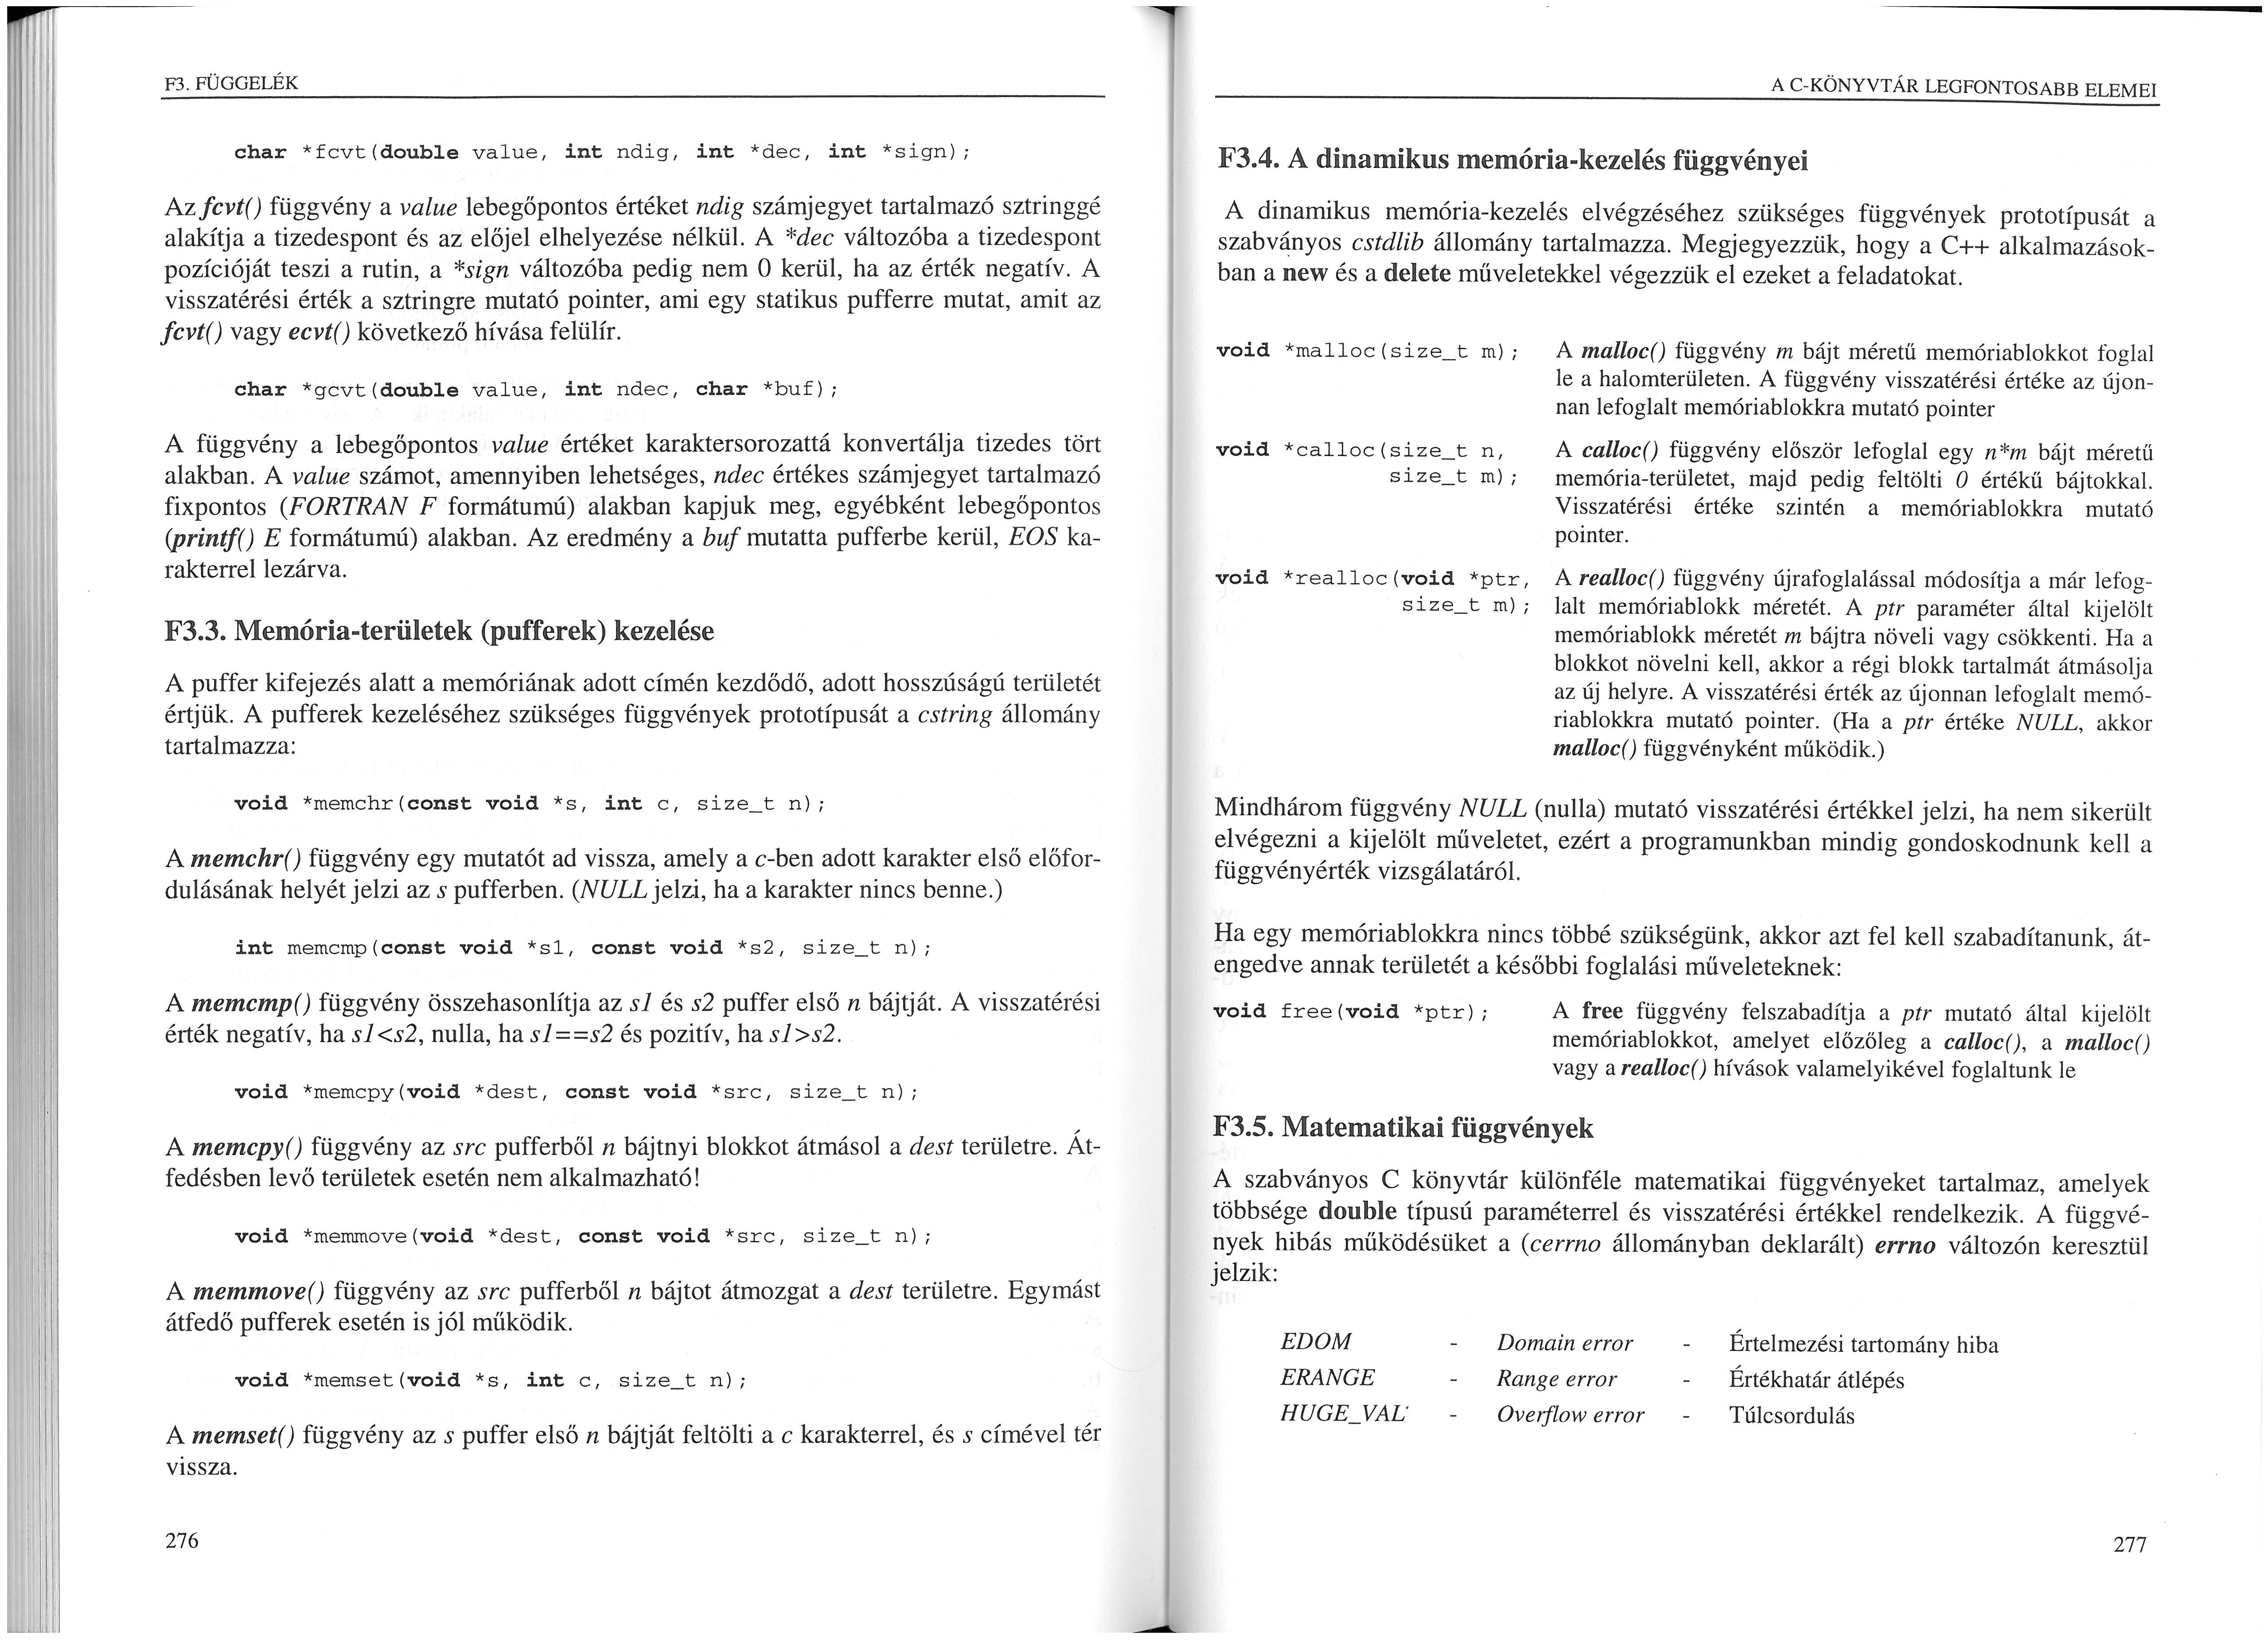 F3. FÜGGELÉK
char *fcvt(double value, int ndig, int *dec, int *sign);
Az fcvt() függvény a value lebegőpontos értéket ndig számjegyet tartalmazó sztringgé
alakítja a tizedespont és az előjel elhelyezése nélkül. A *dec változóba a tizedespont
pozícióját teszi a rutin, a *sign változóba pedig nem 0 kerül, ha az érték negatív. A
visszatérési érték a sztringre mutató pointer, ami egy statikus pufferre mutat, amit az
fcvt() vagy ecvt() következő hívása felülír.
char *gcvt(double value, int ndec, char *buf);
A függvény a lebegőpontos value értéket karaktersorozattá konvertálja tizedes tört
alakban. A value számot, amennyiben lehetséges, ndec értékes számjegyet tartalmazó
fixpontos (FORTRAN F formátumú) alakban kapjuk meg, egyébként lebegőpontos
(printf() E formátumú) alakban. Az eredmény a buf mutatta pufferbe kerül, EOS ka-
rakterrel lezárva.
F3.3. Memória-területek (pufferek) kezelése
A puffer kifejezés alatt a memóriának adott címén kezdődő, adott hosszúságú területét
értjük. A pufferek kezeléséhez szükséges függvények prototípusát a cstring állomány
tartalmazza:
void *memchr(const void *s, int c, size_t n);
A memchr() függvény egy mutatót ad vissza, amely a c-ben adott karakter első előfor-
dulásának helyét jelzi az s pufferben. (NULL jelzi, ha a karakter nincs benne.)
int memcmp(const void *s1, const void *s2, size_t n);
A memcmp() függvény összehasonlítja az s1 és s2 puffer első n bájtját. A visszatérési
érték negatív, ha s1<s2, nulla, ha s1==s2 és pozitív, ha s1>s2.
void *memcpy(void *dest, const void *src, size_t n);
A memcpy() függvény az src pufferből n bájtnyi blokkot átmásol a dest területre. Át-
fedésben levő területek esetén nem alkalmazható!
void *memmove(void *dest, const void *src, size_t n);
A memmove() függvény az src pufferből n bájtot átmozgat a dest területre. Egymást
átfedő pufferek esetén is jól működik.
void *memset(void *s, int c, size_t n);
A memset() függvény az s puffer első n bájtját feltölti a c karakterrel, és s címével tér
vissza.
276
A C-KÖNYVTÁR LEGFONTOSABB ELEMEI
F3.4. A dinamikus memória-kezelés függvényei
A dinamikus memória-kezelés elvégzéséhez szükséges függvények prototípusát a
szabványos cstdlib állomány tartalmazza. Megjegyezzük, hogy a C++ alkalmazások-
ban a new és a delete műveletekkel végezzük el ezeket a feladatokat.
void *malloc(size_t m); A malloc() függvény m bájt méretű memóriablokkot foglal
le a halomterületen. A függvény visszatérési értéke az újon-
nan lefoglalt memóriablokkra mutató pointer
void *calloc(size_t n, A calloc() függvény először lefoglal egy n*m bájt méretű
size_t m); memória-területet, majd pedig feltölti 0 értékű bájtokkal.
Visszatérési értéke szintén a memóriablokkra mutató
pointer.
void *realloc(void *ptr, A realloc() függvény újrafoglalással módosítja a már lefog-
size_t m); lalt memóriablokk méretét. A ptr paraméter által kijelölt
memóriablokk méretét m bájtra növeli vagy csökkenti. Ha a
blokkot növelni kell, akkor a régi blokk tartalmát átmásolja
az új helyre. A visszatérési érték az újonnan lefoglalt memó-
riablokkra mutató pointer. (Ha a ptr értéke NULL, akkor
malloc() függvényként működik.)
Mindhárom függvény NULL (nulla) mutató visszatérési értékkel jelzi, ha nem sikerült
elvégezni a kijelölt műveletet, ezért a programunkban mindig gondoskodnunk kell a
függvényérték vizsgálatáról.
Ha egy memóriablokkra nincs többé szükségünk, akkor azt fel kell szabadítanunk, át-
engedve annak területét a későbbi foglalási műveleteknek:
void free(void *ptr); A free függvény felszabadítja a ptr mutató által kijelölt
memóriablokkot, amelyet előzőleg a calloc(), a malloc()
vagy a realloc() hívások valamelyikével foglaltunk le
F3.5. Matematikai függvények
A szabványos C könyvtár különféle matematikai függvényeket tartalmaz, amelyek
többsége double típusú paraméterrel és visszatérési értékkel rendelkezik. A függvé-
nyek hibás működésüket a (cerrno állományban deklarált) errno változón keresztül
jelzik:
EDOM - Domain error - Értelmezési tartomány hiba
ERANGE - Range error - Értékhatár átlépés
HUGE_VAL - Overflow error - Túlcsordulás
277